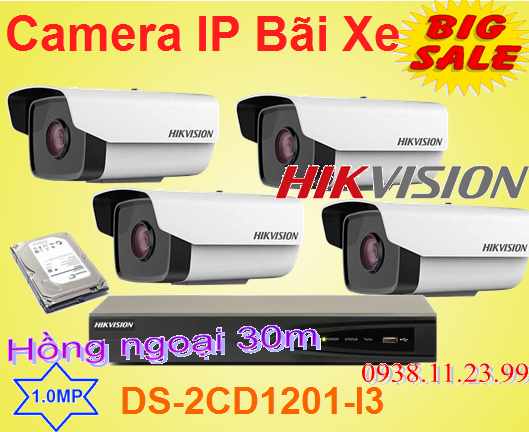 Camera IP Bãi Xe
BIG
SALE
HIKVISION
HIKVISION
HIKVISION
HIKVISION
HIKVISION
HIKVISION
Hồng ngoại 30m
0938.11.23.99
1.0MP
DS-2CD1201-I3